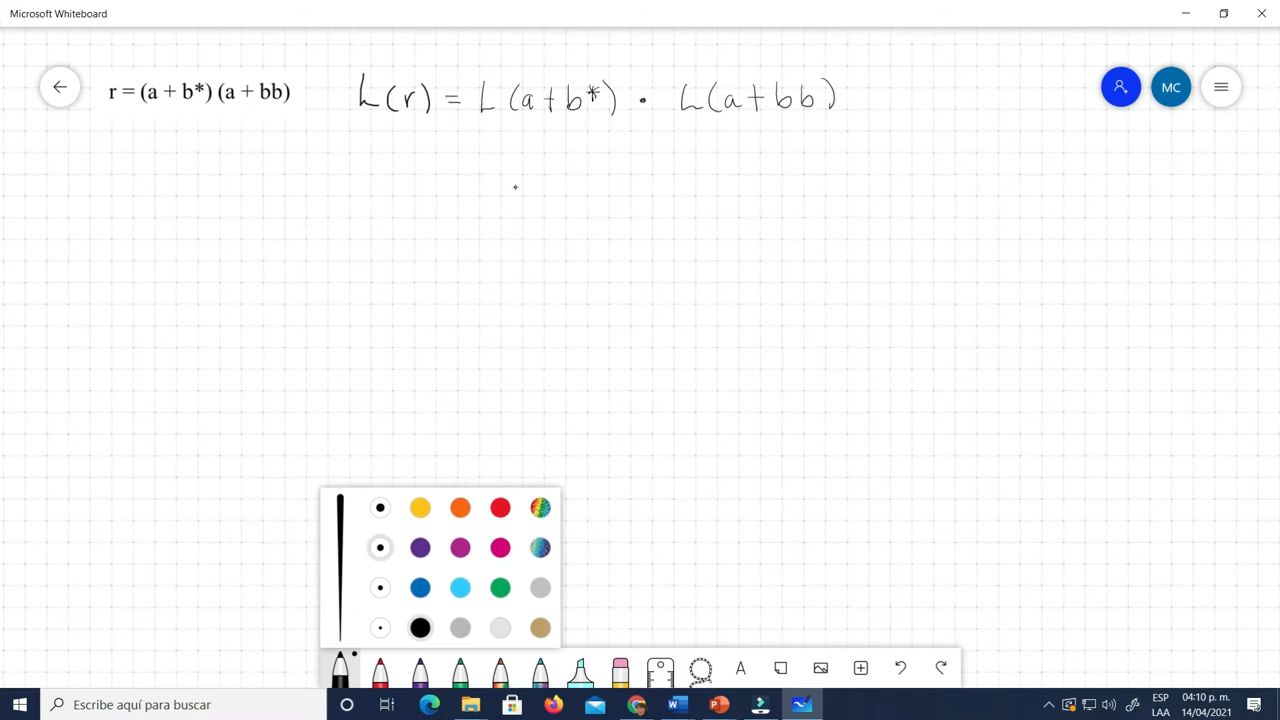 Microsoft Whiteboard
r = (a + b*) (a + bb)
L(r) = L (a+b*) • L(a+bb)
MC
A
Escribe aquí para buscar
ESP
LAA
04:10 p. m.
14/04/2021